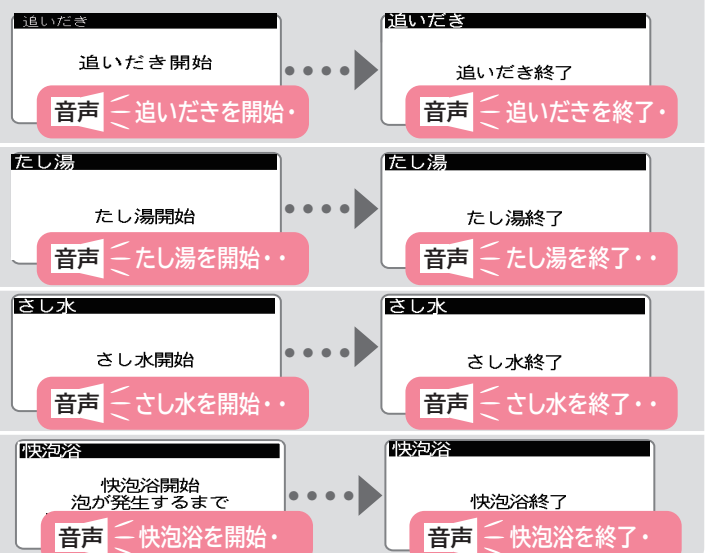 追いだき
追いだき開始
音声 追いだきを開始・
追いだき
追いだき終了
音声 追いだきを終了・
たし湯
たし湯開始
音声 たし湯を開始・・
たし湯
たし湯終了
音声 たし湯を終了・・
さし水
さし水開始
音声 さし水を開始・・
さし水
さし水終了
音声 さし水を終了・・
快泡浴
快泡浴開始
泡が発生するまで
音声 快泡浴を開始・
快泡浴
快泡浴終了
音声 快泡浴を終了・